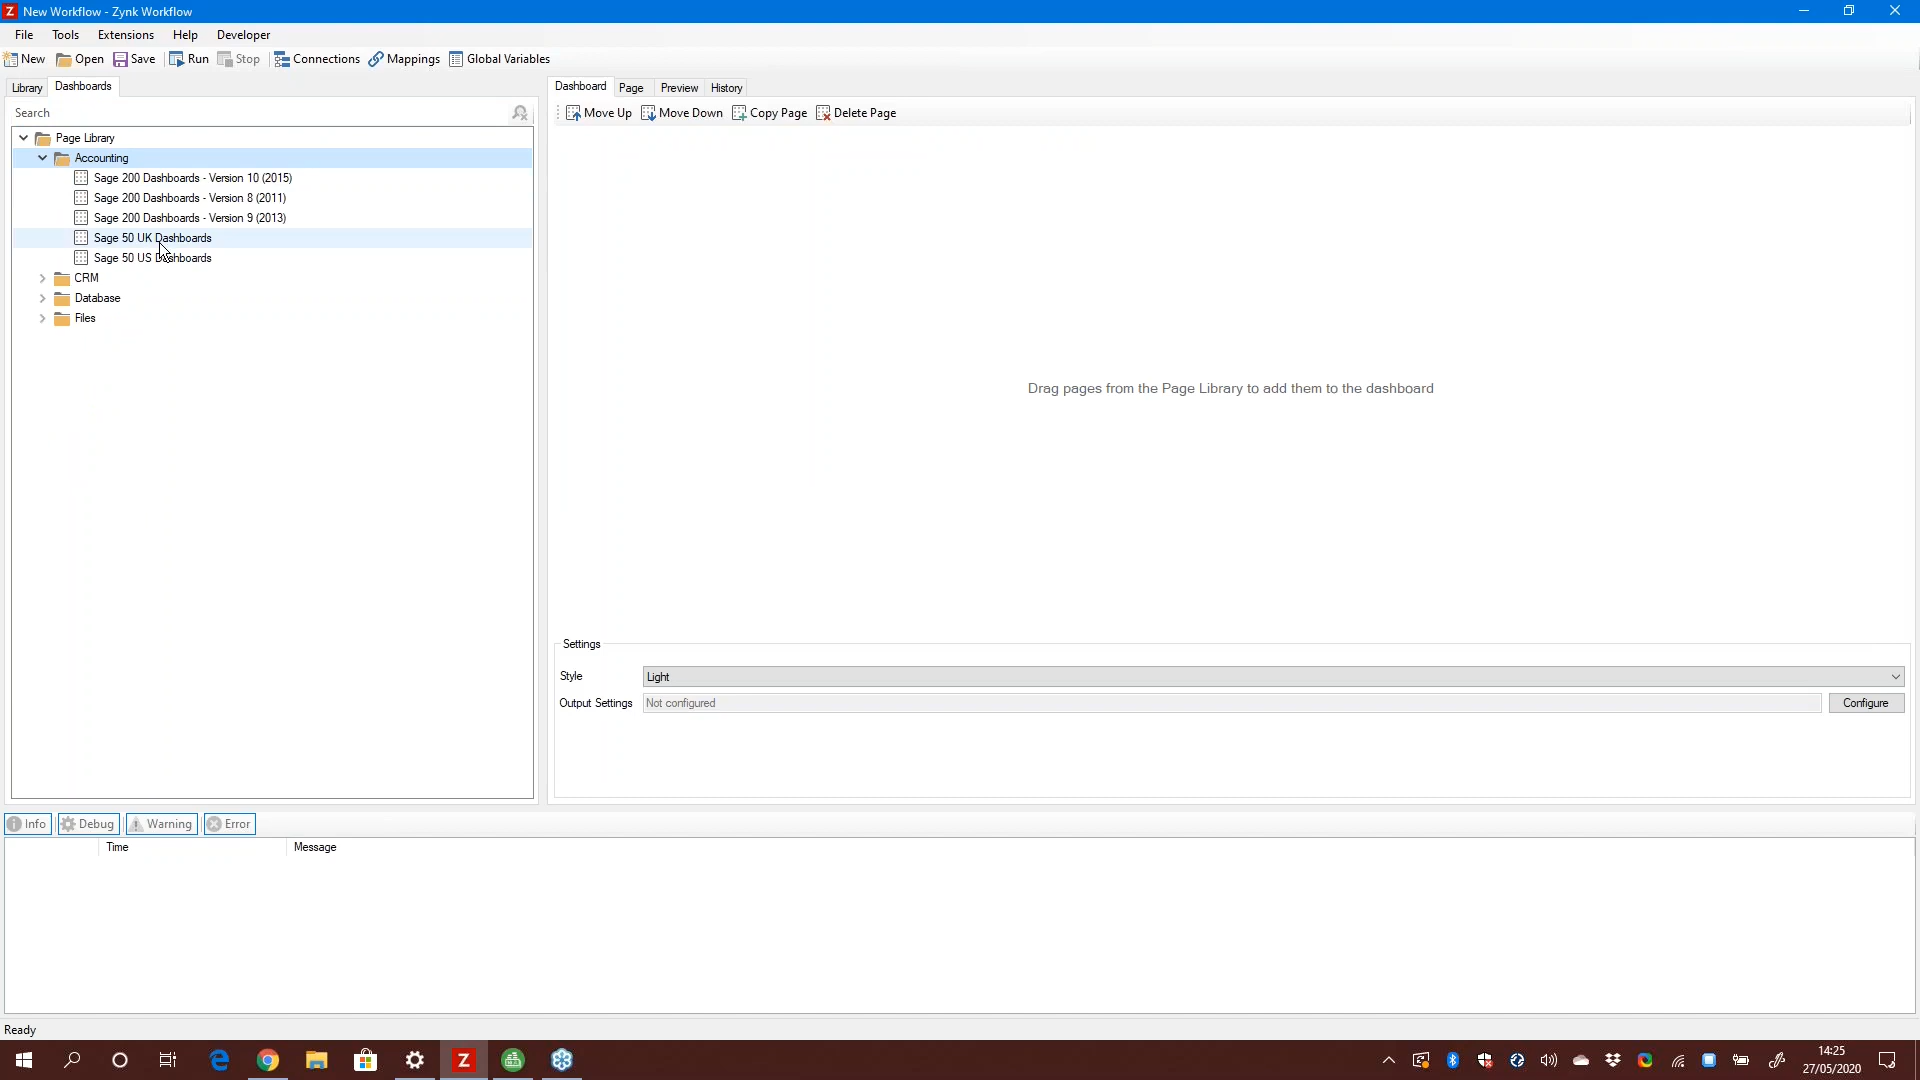 New Workflow - Zynk Workflow
File Tools Extensions Help Developer
New Open Save Run Stop Connections Mappings Global Variables
Library Dashboards
Dashboard Page Preview History
Search
Move Up Move Down Copy Page Delete Page
Page Library
Accounting
Sage 200 Dashboards - Version 10 (2015)
Sage 200 Dashboards - Version 8 (2011)
Sage 200 Dashboards - Version 9 (2013)
Sage 50 UK Dashboards
Sage 50 US Dashboards
CRM
Database
Files
Drag pages from the Page Library to add them to the dashboard
Settings
Style Light
Output Settings Not configured Configure
Info Debug Warning Error
Time Message
Ready
14:25
27/05/2020